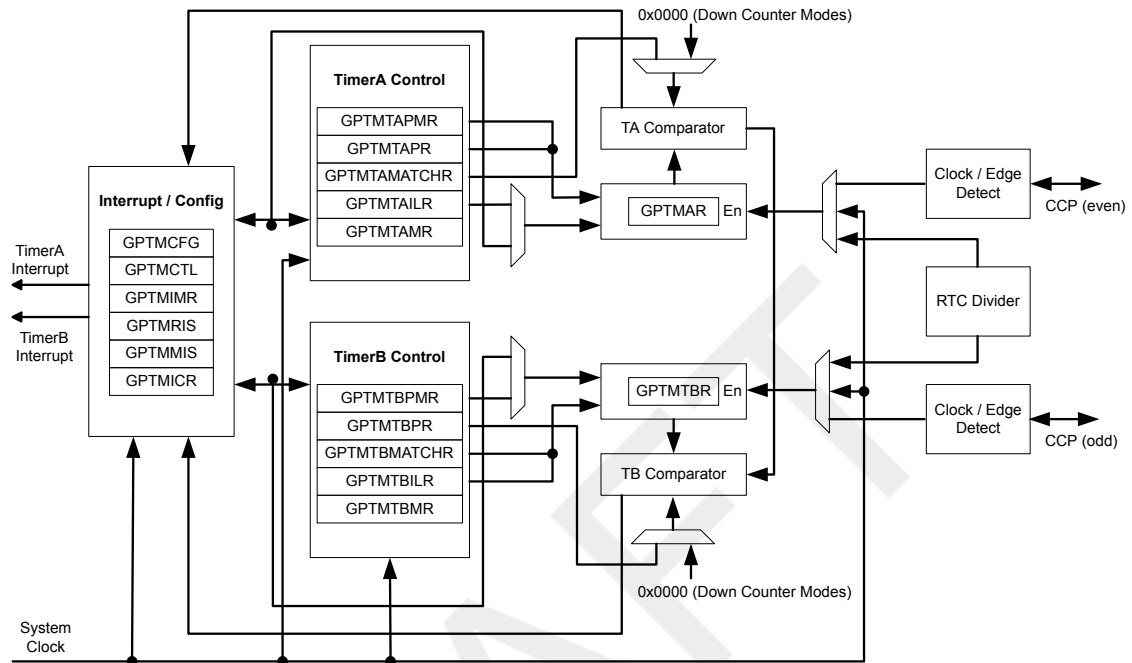 0x0000 (Down Counter Modes)
TimerA Control
GPTMTAPMR
GPTMTAPR
GPTMTAMATCHR
GPTMTAILR
GPTMTAMR
TA Comparator
GPTMAR
En
Clock / Edge
Detect
CCP (even)
Interrupt / Config
GPTMCFG
GPTMCTL
GPTMIMR
GPTMRIS
GPTMMIS
GPTMICR
TimerA
Interrupt
TimerB
Interrupt
RTC Divider
TimerB Control
GPTMTBPMR
GPTMTBPR
GPTMTBMATCHR
GPTMTBILR
GPTMTBMR
GPTMTBR
En
TB Comparator
Clock / Edge
Detect
CCP (odd)
0x0000 (Down Counter Modes)
System
Clock